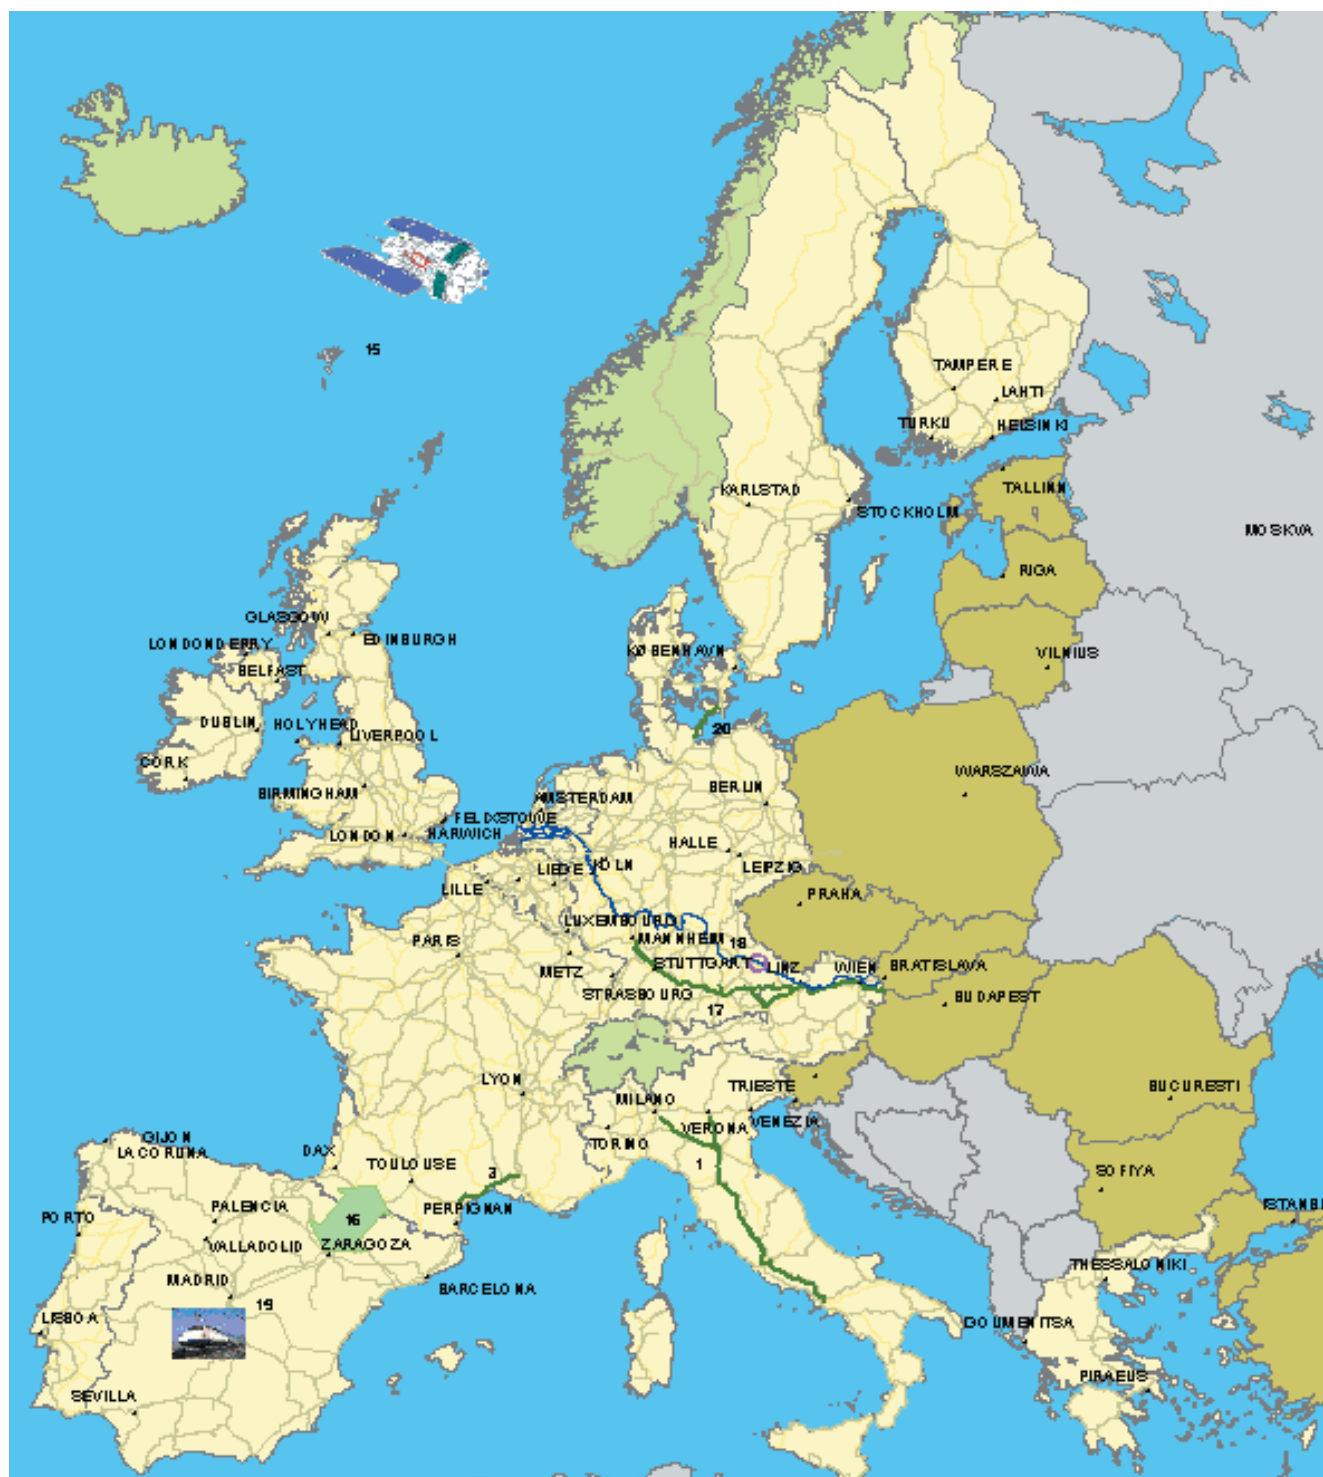 15
TAMPERE
LAHTI
TURKU
HELSINKI
KARLSTAD
TALLINN
STOCKHOLM
MOSKVA
RIGA
GLASGOW
EDINBURGH
LONDONDERRY
KØBENHAVN
VILNIUS
BELFAST
DUBLIN
HOLYHEAD
20
LIVERPOOL
CORK
WARSZAWA
BIRMINGHAM
AMSTERDAM
BERLIN
FELIXSTOWE
LONDON
HARWICH
HALLE
KÖLN
LIEGE
LEIPZIG
LILLE
PRAHA
LUXEMBOURG
PARIS
MANNHEIM
18
STUTTGART
LINZ
WIEN
BRATISLAVA
METZ
STRASBOURG
BUDAPEST
17
LYON
TRIESTE
BUCURESTI
MILANO
VENEZIA
VERONA
GIJON
LA CORUNA
DAX
TORINO
TOULOUSE
3
1
SOFIYA
PALENCIA
PERPIGNAN
ISTANB
PORTO
16
VALLADOLID
ZARAGOZA
THESSALONIKI
MADRID
BARCELONA
19
LISBOA
IGOUMENITSA
PIRAEUS
SEVILLA